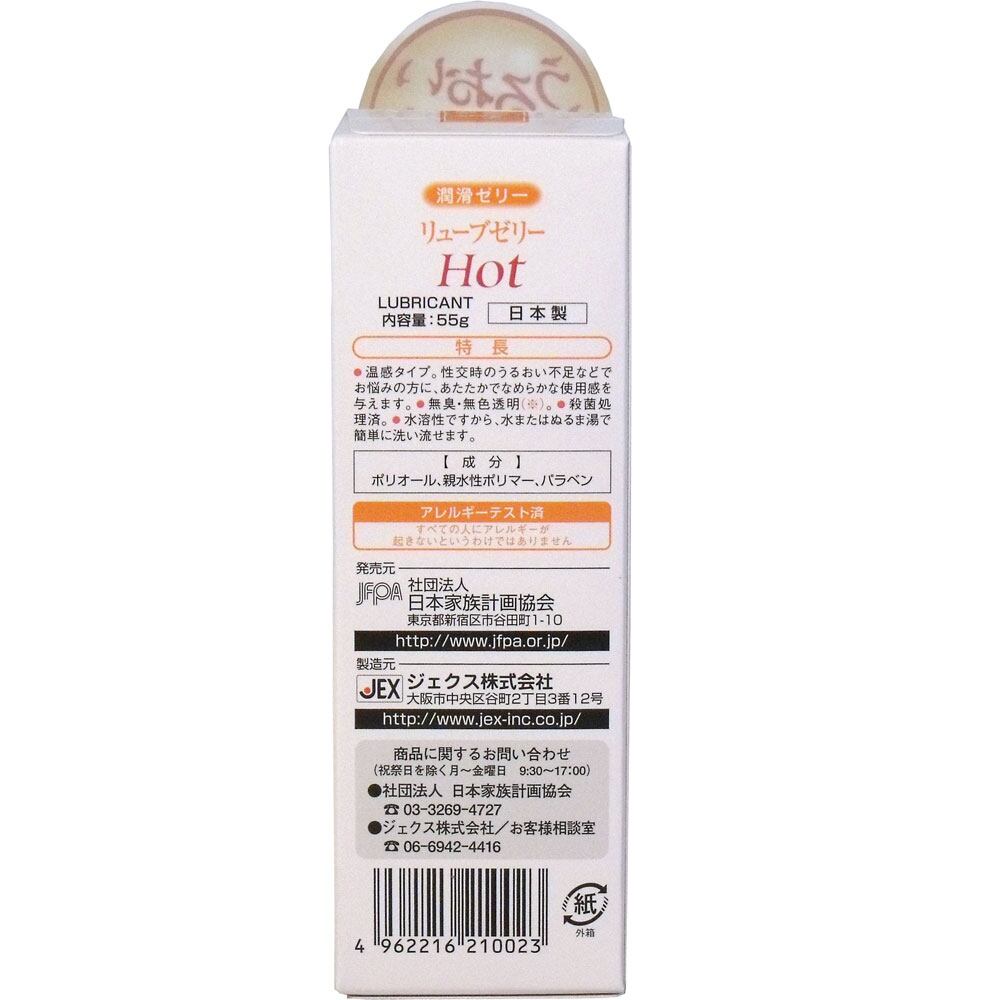 うるおい
潤滑ゼリー
リューブゼリー
Hot
LUBRICANT
内容量：55g
日本製
特長
●温感タイプ。性交時のうるおい不足などで
お悩みの方に、あたたかでなめらかな使用感を
与えます。●無臭・無色透明(※)。●殺菌処
理済。●水溶性ですから、水またはぬるま湯で
簡単に洗い流せます。
【成分】
ポリオール、親水性ポリマー、パラベン
アレルギーテスト済
すべての人にアレルギーが
起きないというわけではありません
発売元
JFPA 社団法人
日本家族計画協会
東京都新宿区市谷田町1-10
http://www.jfpa.or.jp/
製造元
JEX ジェクス株式会社
大阪市中央区谷町2丁目3番12号
http://www.jex-inc.co.jp/
商品に関するお問い合わせ
（祝祭日を除く月～金曜日 9:30～17:00）
●社団法人 日本家族計画協会
☎03-3269-4727
●ジェクス株式会社／お客様相談室
☎06-6942-4416
4 962216 210023
紙
外箱